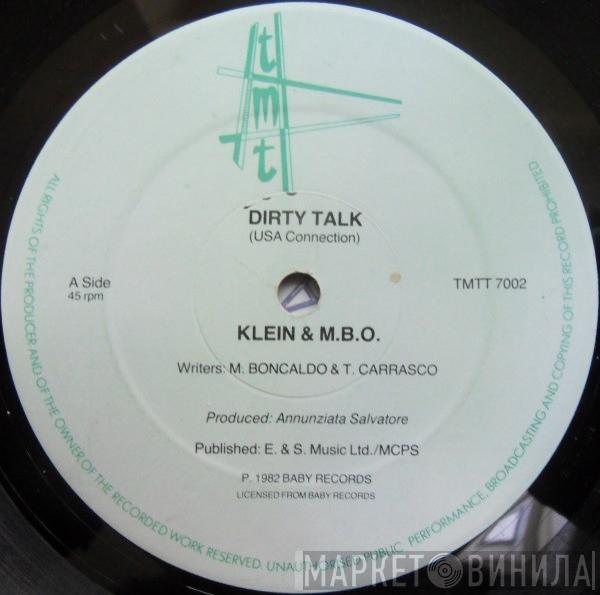 tmt
DIRTY TALK
(USA Connection)
A Side
45 rpm
TMTT 7002
KLEIN & M.B.O.
Writers: M. BONCALDO & T. CARRASCO
Produced: Annunziata Salvatore
Published: E. & S. Music Ltd./MCPS
P. 1982 BABY RECORDS
LICENSED FROM BABY RECORDS
ALL RIGHTS OF THE PRODUCER AND OF THE OWNER OF THE RECORDED WORK RESERVED. UNAUTHORISED PUBLIC PERFORMANCE, BROADCASTING AND COPYING OF THIS RECORD PROHIBITED
МАРКЕТ ВИНИЛА